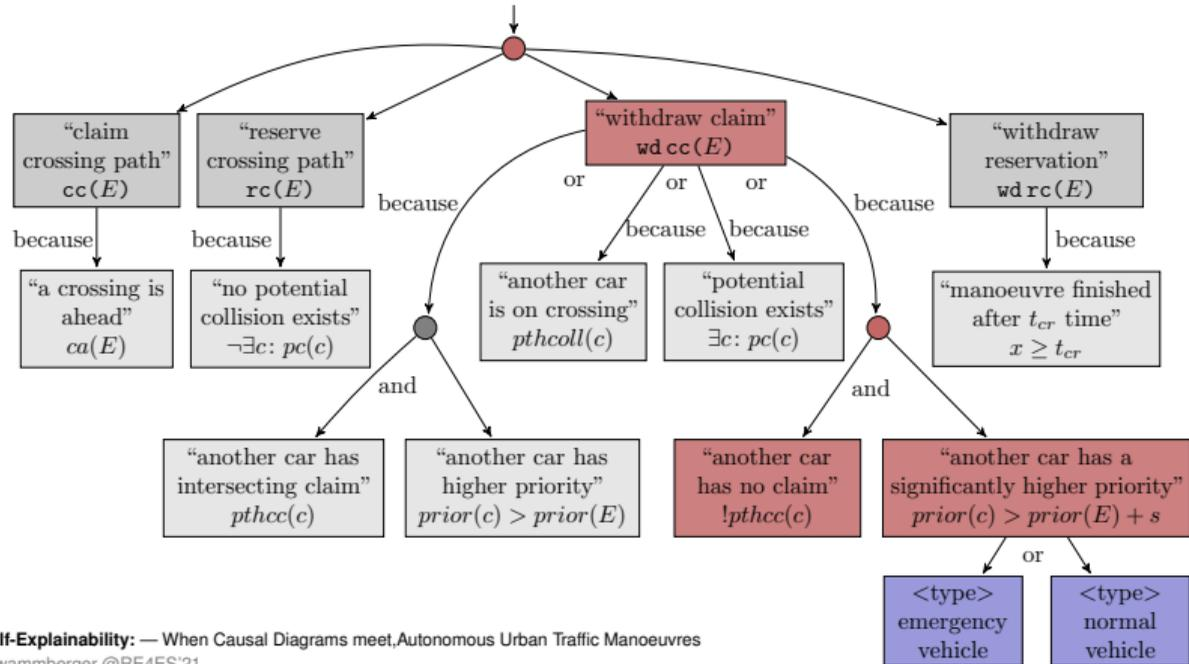 “claim
crossing path”
cc(E)
“reserve
crossing path”
rc(E)
“withdraw claim”
wd cc(E)
“withdraw
reservation”
wd rc(E)
or
or
or
because
because
because
because
because
because
because
“a crossing is
ahead”
ca(E)
“no potential
collision exists”
¬∃c: pc(c)
“another car
is on crossing”
pthcoll(c)
“potential
collision exists”
∃c: pc(c)
“manoeuvre finished
after t_cr time”
x ≥ t_cr
and
and
“another car has
intersecting claim”
pthcc(c)
“another car has
higher priority”
prior(c) > prior(E)
“another car
has no claim”
!pthcc(c)
“another car has a
significantly higher priority”
prior(c) > prior(E) + s
or
<type>
emergency
vehicle
<type>
normal
vehicle
lf-Explainability: — When Causal Diagrams meet,Autonomous Urban Traffic Manoeuvres